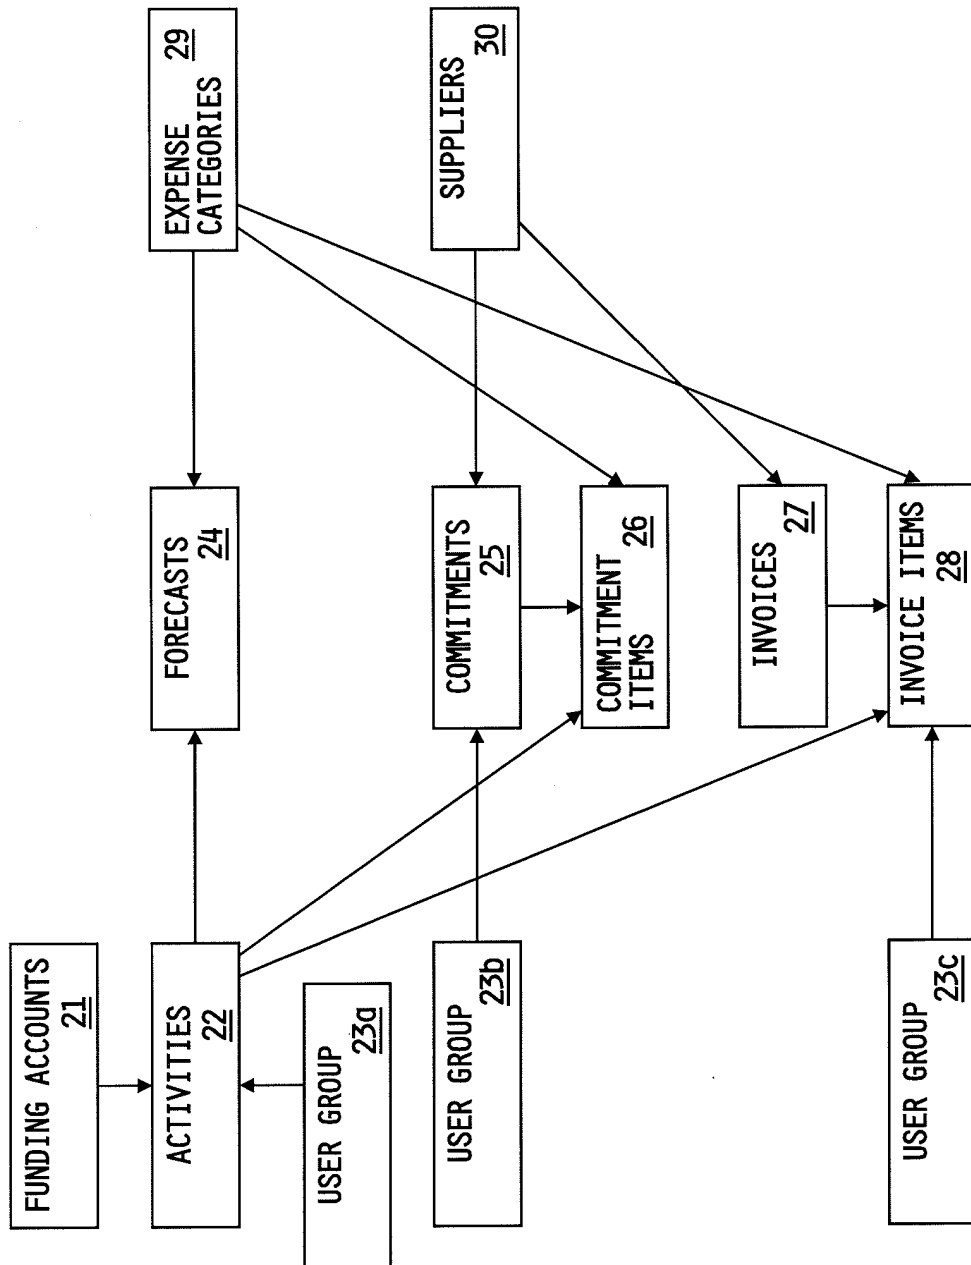 FUNDING ACCOUNTS
21
ACTIVITIES
22
USER GROUP
23a
USER GROUP
23b
USER GROUP
23c
FORECASTS
24
COMMITMENTS
25
COMMITMENT
ITEMS
26
INVOICES
27
INVOICE ITEMS
28
EXPENSE
CATEGORIES
29
SUPPLIERS
30